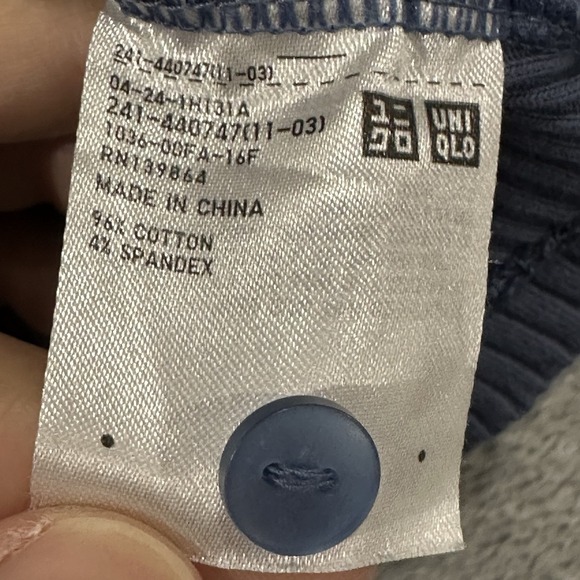 241-440747(11-03)
04-24-1H131A
241-440747(11-03)
1036-00FA-16F
RN139864
MADE IN CHINA
96% COTTON
4% SPANDEX
ユニ
クロ
UNI
QLO